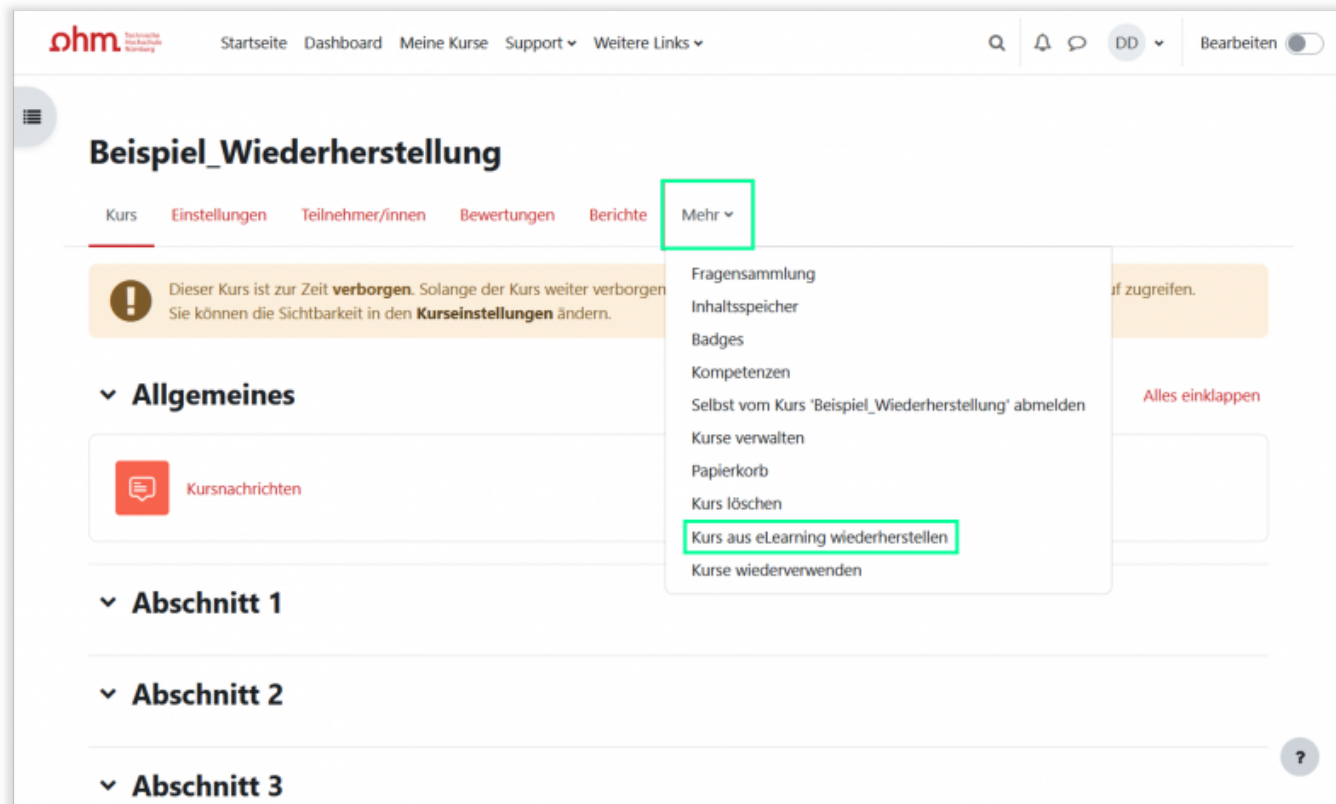 ohm Technische Hochschule Nürnberg
Startseite Dashboard Meine Kurse Support Weitere Links DD Bearbeiten
Beispiel_Wiederherstellung
Kurs Einstellungen Teilnehmer/innen Bewertungen Berichte Mehr
Dieser Kurs ist zur Zeit verborgen. Solange der Kurs weiter verborgen
f zugreifen.
Sie können die Sichtbarkeit in den Kurseinstellungen ändern.
Fragensammlung
Inhaltsspeicher
Badges
Kompetenzen
Selbst vom Kurs 'Beispiel_Wiederherstellung' abmelden
Kurse verwalten
Papierkorb
Kurs löschen
Kurs aus eLearning wiederherstellen
Kurse wiederverwenden
Allgemeines
Alles einklappen
Kursnachrichten
Abschnitt 1
Abschnitt 2
Abschnitt 3
?